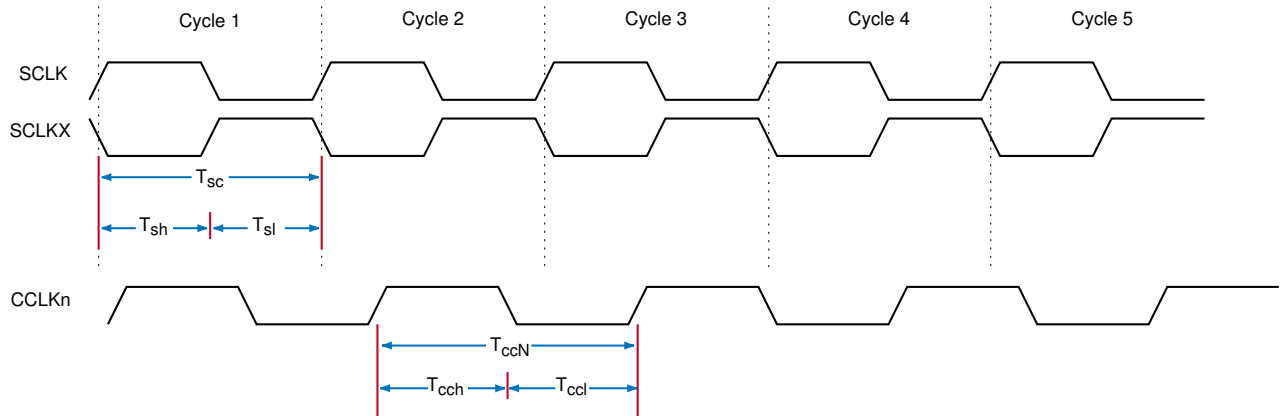 Cycle 1 Cycle 2 Cycle 3 Cycle 4 Cycle 5
SCLK
SCLKX
Tsc
Tsh Tsl
CCLKn
TccN
Tcch Tccl